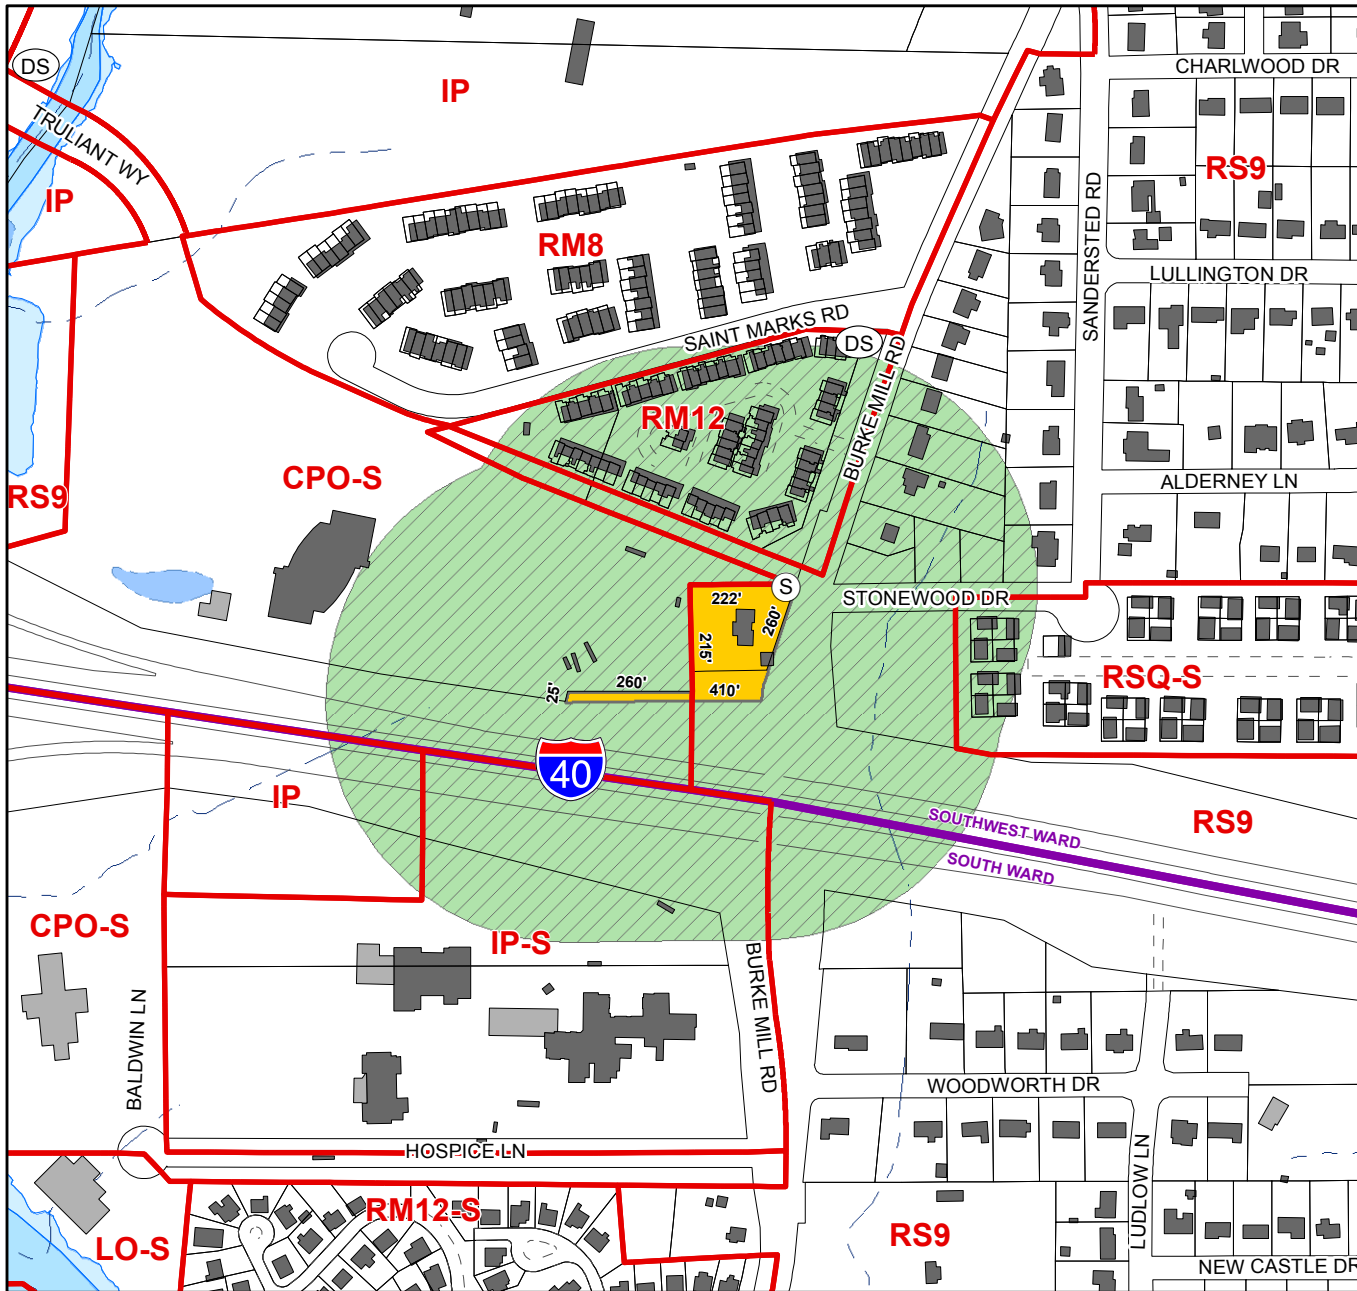 CHARLWOOD DR
DS
IP
TRULIANT WY
RS9
IP
SANDERSTED RD
RM8
LULLINGTON DR
SAINT MARKS RD
DS
BURKE MILL RD
RM12
CPO-S
RS9
ALDERNEY LN
S
222'
260'
STONEWOOD DR
215'
260'
25'
410'
RSQ-S
40
IP
SOUTHWEST WARD
RS9
SOUTH WARD
CPO-S
IP-S
BURKE MILL RD
BALDWIN LN
WOODWORTH DR
HOSPICE LN
LUDLOW LN
RM12-S
RS9
LO-S
NEW CASTLE DR